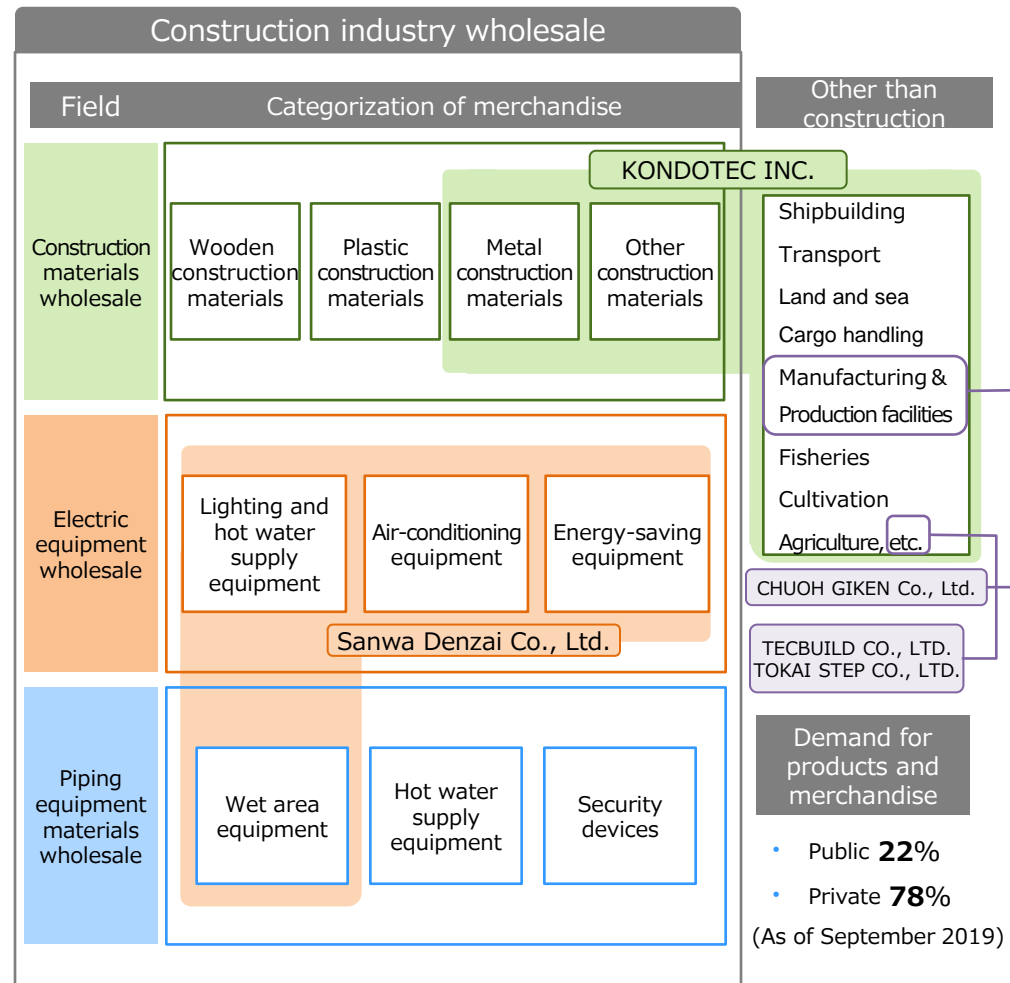 Construction industry wholesale
Field
Categorization of merchandise
Other than
construction
KONDOTEC INC.
Construction
materials
wholesale
Wooden
construction
materials
Plastic
construction
materials
Metal
construction
materials
Other
construction
materials
Shipbuilding
Transport
Land and sea
Cargo handling
Manufacturing &
Production facilities
Fisheries
Cultivation
Agriculture, etc.
Electric
equipment
wholesale
Lighting and
hot water
supply
equipment
Air-conditioning
equipment
Energy-saving
equipment
Sanwa Denzai Co., Ltd.
CHUOH GIKEN Co., Ltd.
TECBUILD CO., LTD.
TOKAI STEP CO., LTD.
Piping
equipment
materials
wholesale
Wet area
equipment
Hot water
supply
equipment
Security
devices
Demand for
products and
merchandise
• Public 22%
• Private 78%
(As of September 2019)